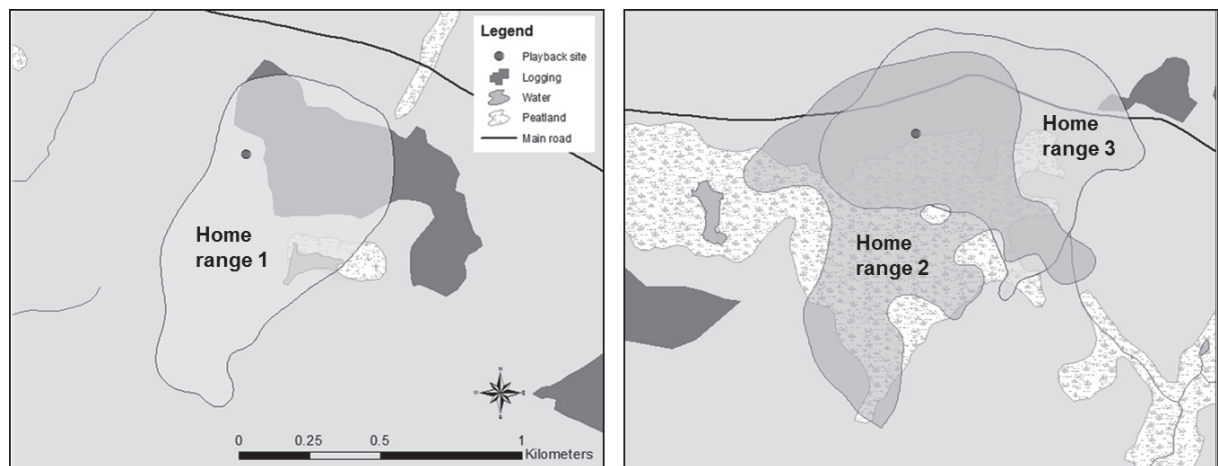 Legend
Playback site
Logging
Water
Peatland
Main road
Home
range 1
N
W
E
S
0
0.25
0.5
1
Kilometers
Home
range 3
Home
range 2